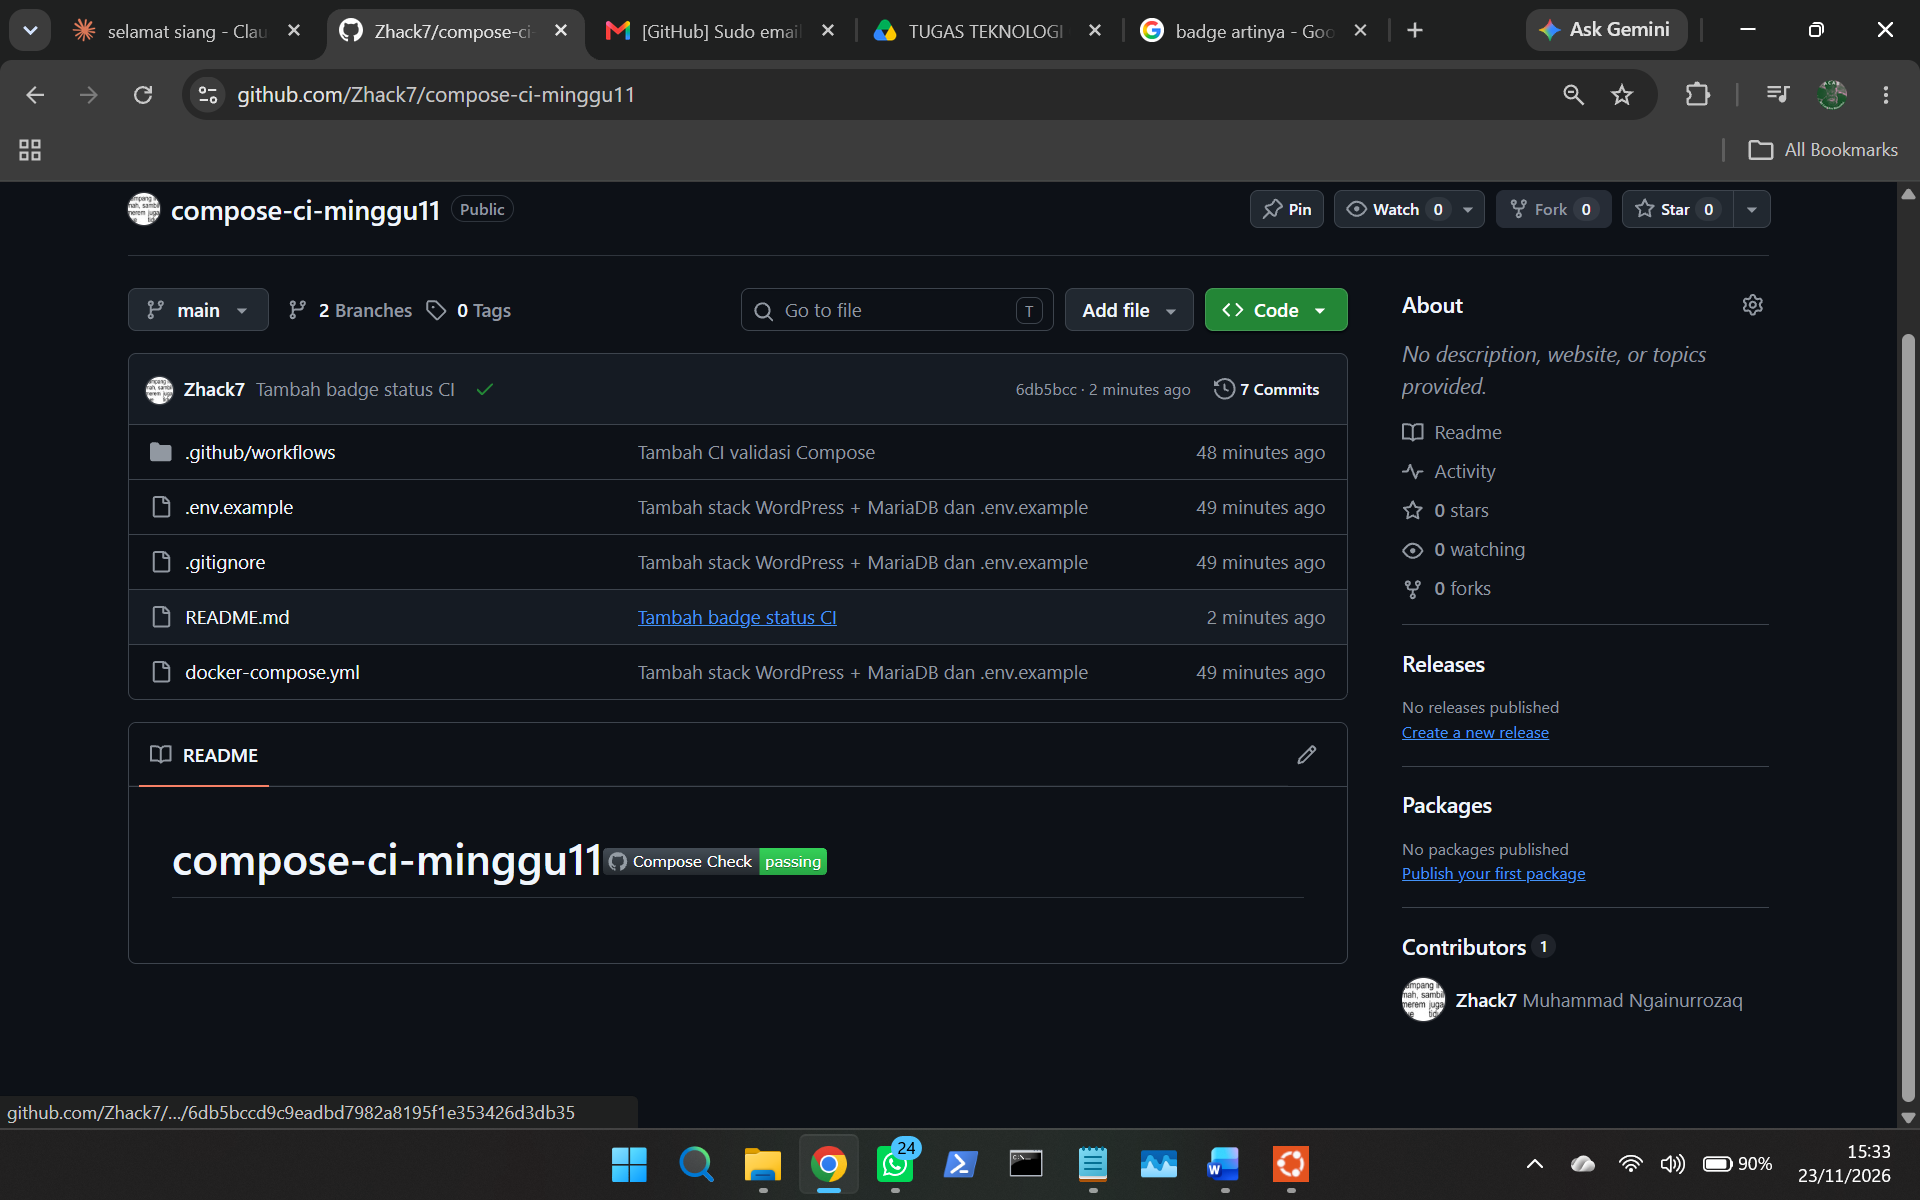 selamat siang - Clau
Zhack7/compose-ci-
[GitHub] Sudo email
TUGAS TEKNOLOGI
badge artinya - Goo
Ask Gemini
github.com/Zhack7/compose-ci-minggu11
All Bookmarks
compose-ci-minggu11 Public
Pin
Watch 0
Fork 0
Star 0
main
2 Branches
0 Tags
Go to file T
Add file
Code
Zhack7 Tambah badge status CI
6db5bcc · 2 minutes ago
7 Commits
.github/workflows Tambah CI validasi Compose 48 minutes ago
.env.example Tambah stack WordPress + MariaDB dan .env.example 49 minutes ago
.gitignore Tambah stack WordPress + MariaDB dan .env.example 49 minutes ago
README.md Tambah badge status CI 2 minutes ago
docker-compose.yml Tambah stack WordPress + MariaDB dan .env.example 49 minutes ago
README
compose-ci-minggu11 Compose Check passing
About
No description, website, or topics
provided.
Readme
Activity
0 stars
0 watching
0 forks
Releases
No releases published
Create a new release
Packages
No packages published
Publish your first package
Contributors 1
Zhack7 Muhammad Ngainurrozaq
github.com/Zhack7/.../6db5bccd9c9eadbd7982a8195f1e353426d3db35
24
90%
15:33
23/11/2026